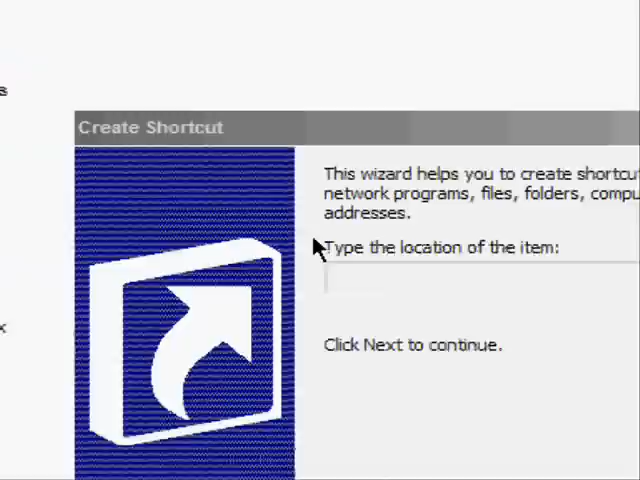 s
Create Shortcut
This wizard helps you to create shortcu
network programs, files, folders, compu
addresses.
Type the location of the item:
x
Click Next to continue.